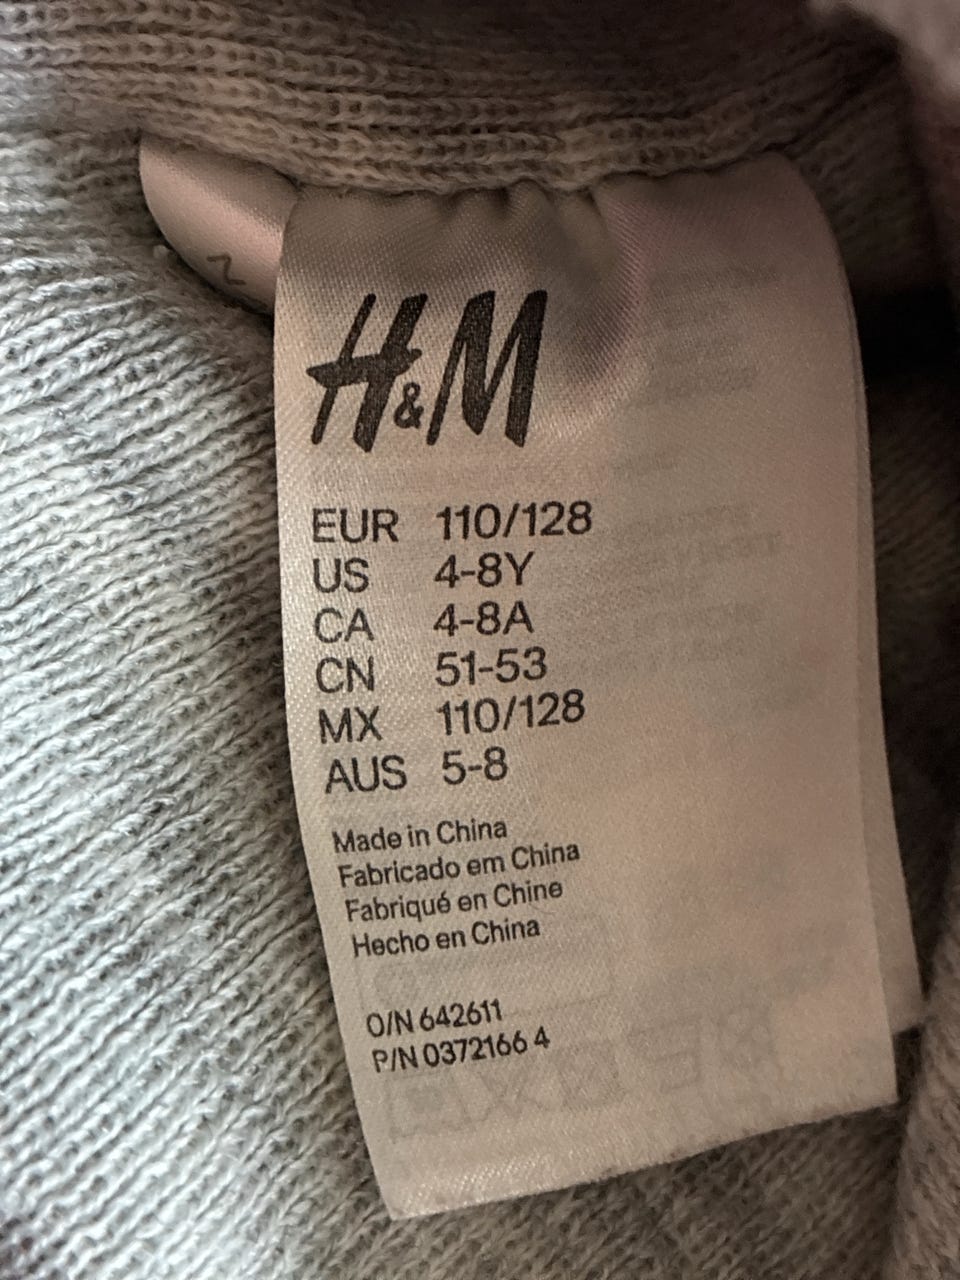 H&M
EUR 110/128
US 4-8Y
CA 4-8A
CN 51-53
MX 110/128
AUS 5-8
Made in China
Fabricado em China
Fabriqué en Chine
Hecho en China
O/N 642611
P/N 0372166 4